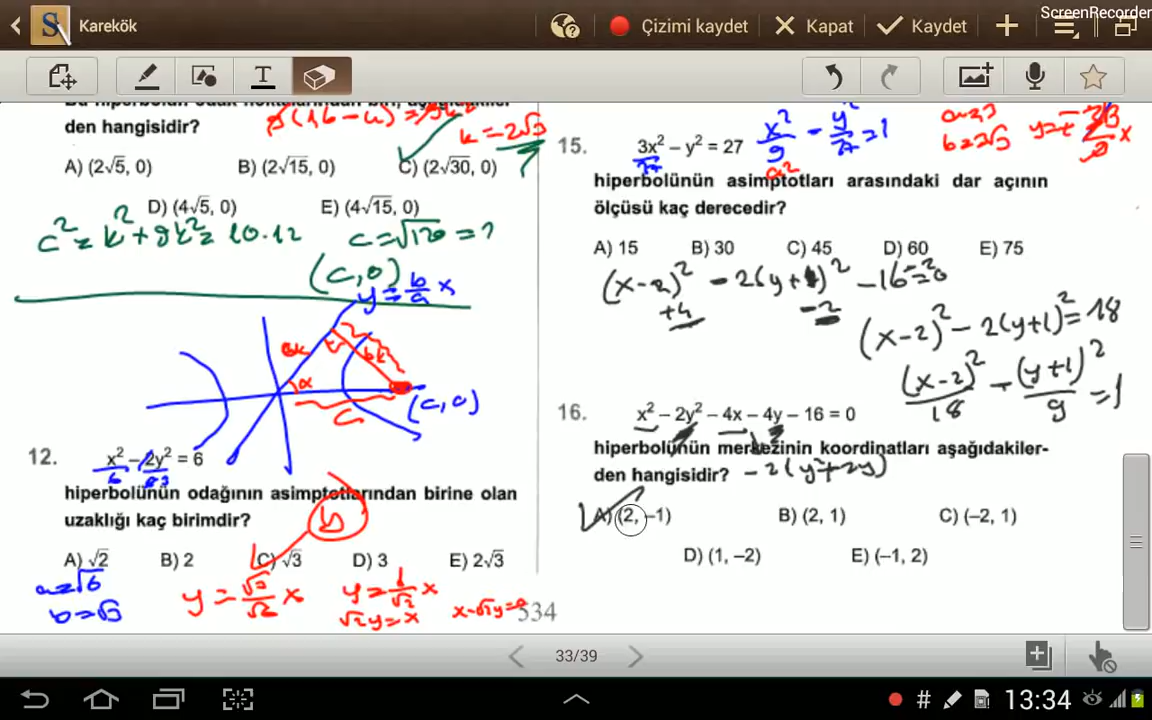 ScreenRecorder
Karekök
Çizimi kaydet
Kapat
Kaydet
den hangisidir?
k = 2√3
A) (2√5, 0) B) (2√15, 0) C) (2√30, 0)
D) (4√5, 0) E) (4√15, 0)
c² = k² + 9k² = 10.12 c = √120 = ?
(c, 0)
y = b/a x
α
c
(c, 0)
12. x² − 2y² = 6
hiperbolünün odağının asimptotlarından birine olan
uzaklığı kaç birimdir?
b
A) √2 B) 2 C) √3 D) 3 E) 2√3
a = √6
b = √3
y = √3/√6 x
y = 1/√2 x
√2y = x
x − √2y = 0
534
15. 3x² − y² = 27
x²/9 − y²/27 = 1
a = 3
hiperbolünün asimptotları arasındaki dar açının
ölçüsü kaç derecedir?
A) 15 B) 30 C) 45 D) 60 E) 75
(x−2)² − 2(y+1)² − 16 = 0
+4 −2
(x−2)² − 2(y+1)² = 18
(x−2)²/18 − (y+1)²/9 = 1
16. x² − 2y² − 4x − 4y − 16 = 0
hiperbolünün merkezinin koordinatları aşağıdakiler-
den hangisidir?
−2(y²+2y)
A) (2, −1) B) (2, 1) C) (−2, 1)
D) (1, −2) E) (−1, 2)
33/39
13:34